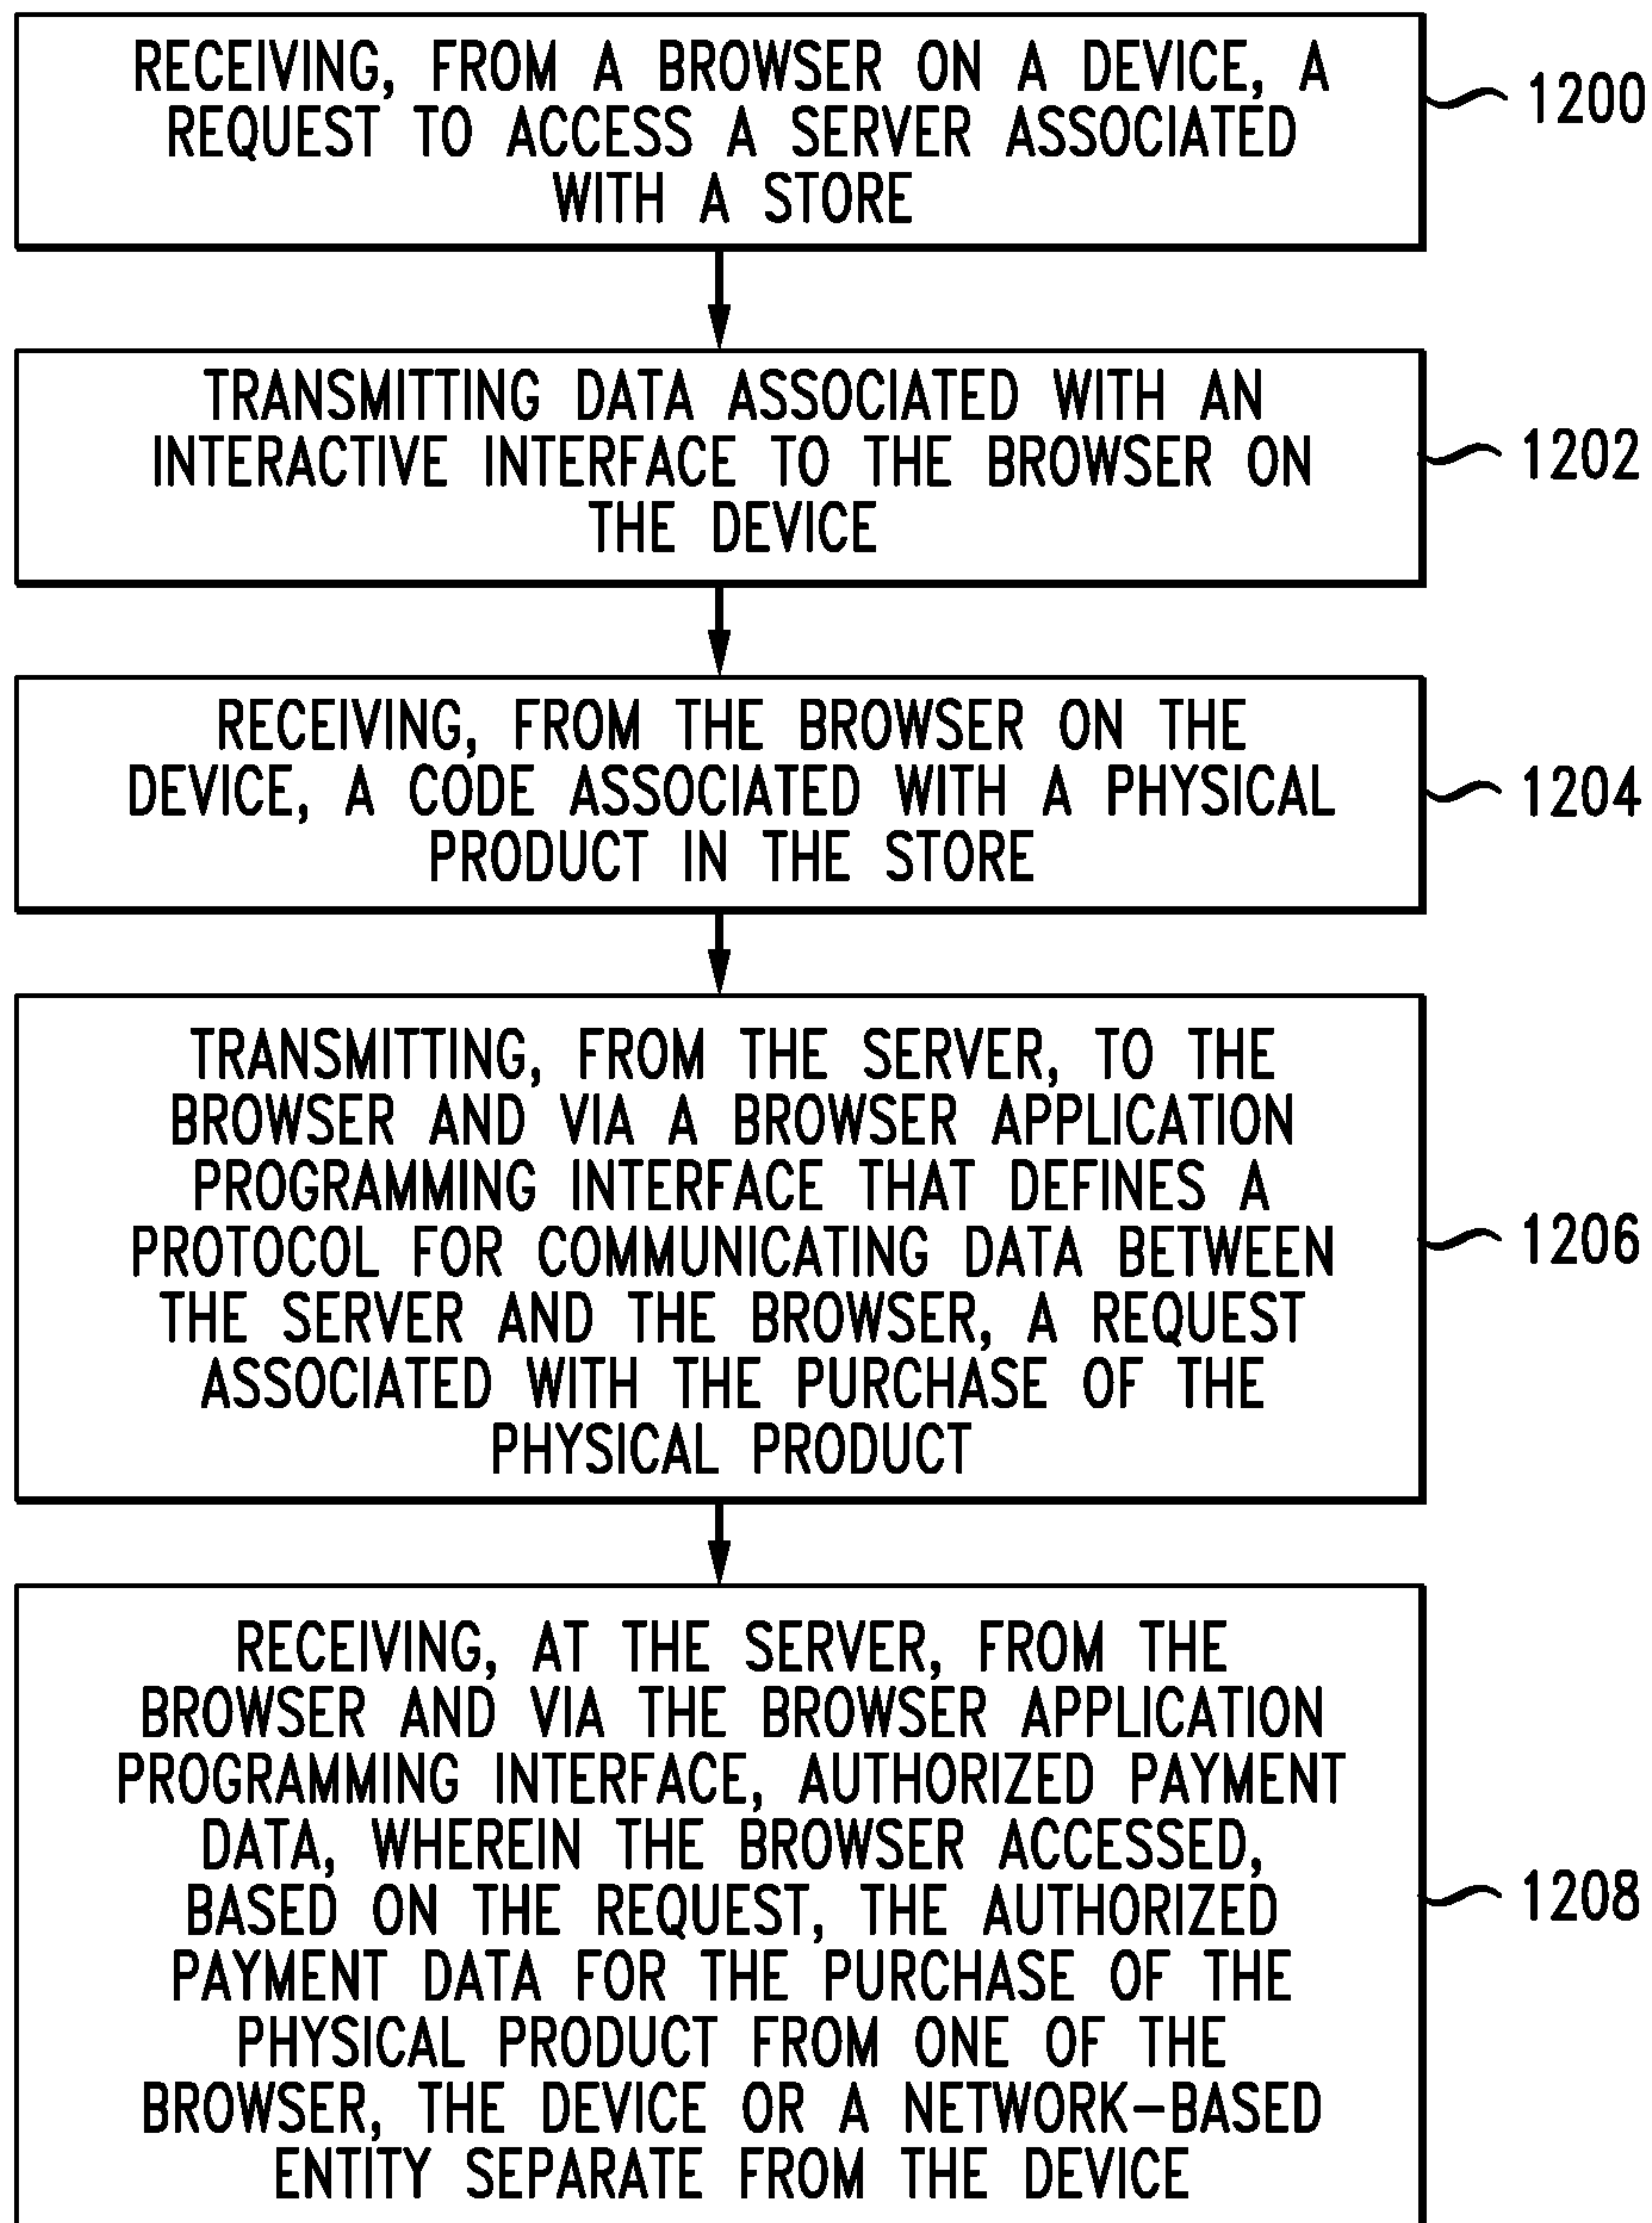 RECEIVING, FROM A BROWSER ON A DEVICE, A
REQUEST TO ACCESS A SERVER ASSOCIATED
WITH A STORE
1200
TRANSMITTING DATA ASSOCIATED WITH AN
INTERACTIVE INTERFACE TO THE BROWSER ON
THE DEVICE
1202
RECEIVING, FROM THE BROWSER ON THE
DEVICE, A CODE ASSOCIATED WITH A PHYSICAL
PRODUCT IN THE STORE
1204
TRANSMITTING, FROM THE SERVER, TO THE
BROWSER AND VIA A BROWSER APPLICATION
PROGRAMMING INTERFACE THAT DEFINES A
PROTOCOL FOR COMMUNICATING DATA BETWEEN
THE SERVER AND THE BROWSER, A REQUEST
ASSOCIATED WITH THE PURCHASE OF THE
PHYSICAL PRODUCT
1206
RECEIVING, AT THE SERVER, FROM THE
BROWSER AND VIA THE BROWSER APPLICATION
PROGRAMMING INTERFACE, AUTHORIZED PAYMENT
DATA, WHEREIN THE BROWSER ACCESSED,
BASED ON THE REQUEST, THE AUTHORIZED
PAYMENT DATA FOR THE PURCHASE OF THE
PHYSICAL PRODUCT FROM ONE OF THE
BROWSER, THE DEVICE OR A NETWORK-BASED
ENTITY SEPARATE FROM THE DEVICE
1208